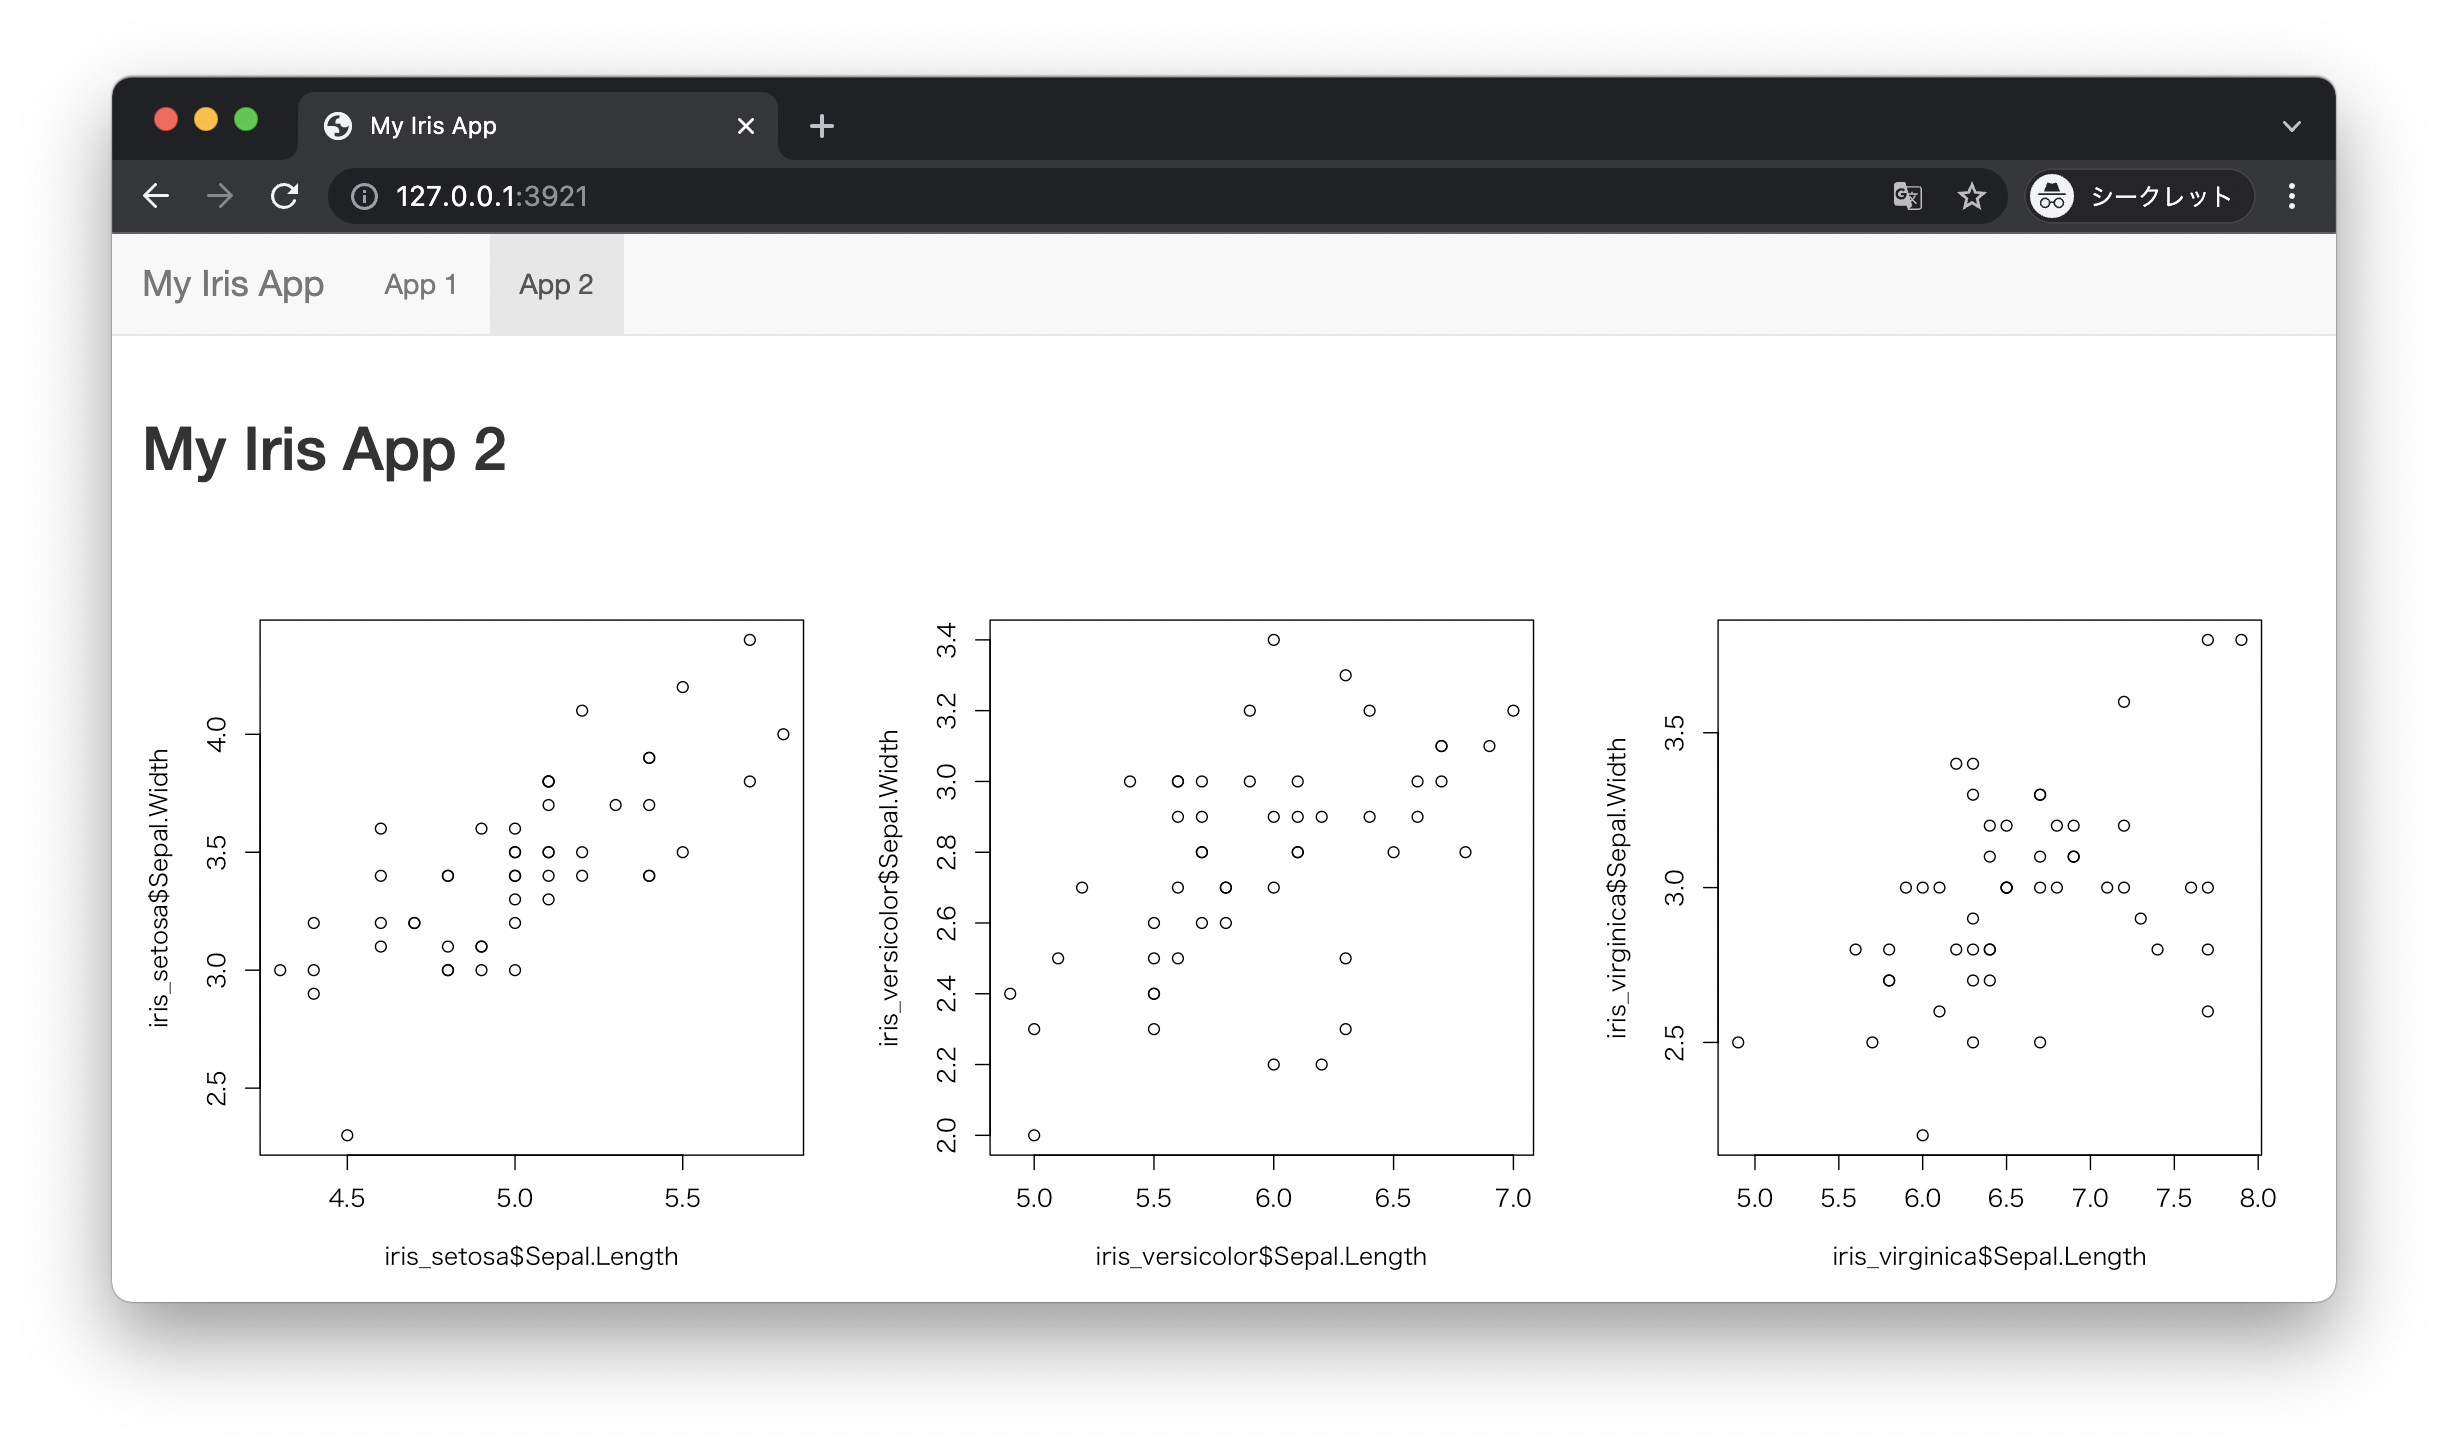 My Iris App
127.0.0.1:3921
シークレット
My Iris App App 1 App 2
My Iris App 2
iris_setosa$Sepal.Width
4.0
3.5
3.0
2.5
4.5 5.0 5.5
iris_setosa$Sepal.Length
iris_versicolor$Sepal.Width
3.4
3.2
3.0
2.8
2.6
2.4
2.2
2.0
5.0 5.5 6.0 6.5 7.0
iris_versicolor$Sepal.Length
iris_virginica$Sepal.Width
3.5
3.0
2.5
5.0 5.5 6.0 6.5 7.0 7.5 8.0
iris_virginica$Sepal.Length